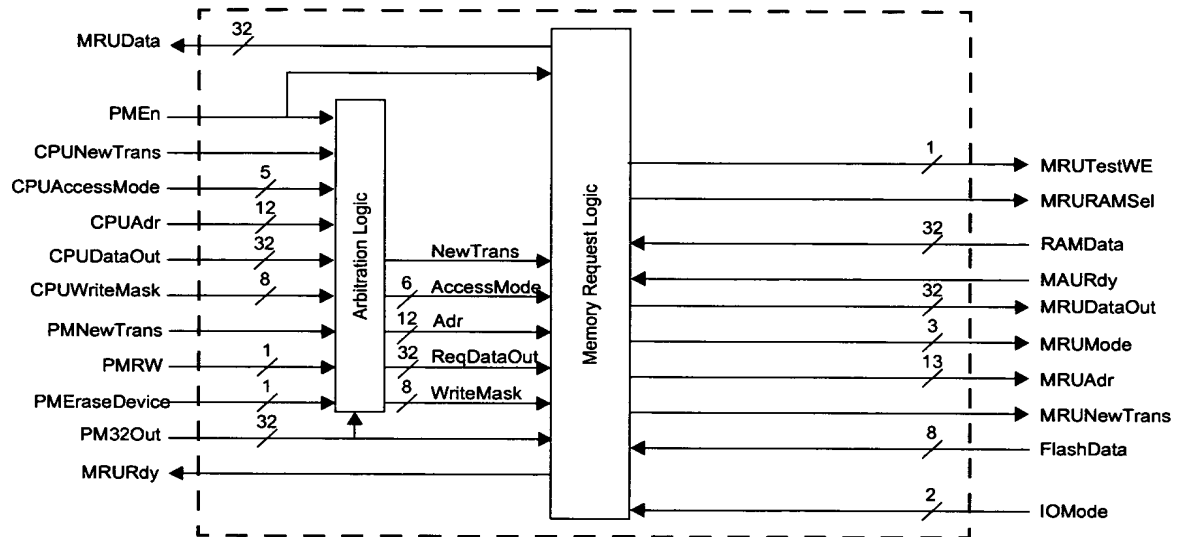 32
MRUData
PMEn
CPUNewTrans
5
CPUAccessMode
12
CPUAdr
32
CPUDataOut
8
CPUWriteMask
PMNewTrans
1
PMRW
1
PMEraseDevice
32
PM32Out
MRURdy
Arbitration Logic
NewTrans
6
AccessMode
12
Adr
32
ReqDataOut
8
WriteMask
Memory Request Logic
1
MRUTestWE
MRURAMSel
32
RAMData
MAURdy
32
MRUDataOut
3
MRUMode
13
MRUAdr
MRUNewTrans
8
FlashData
2
IOMode